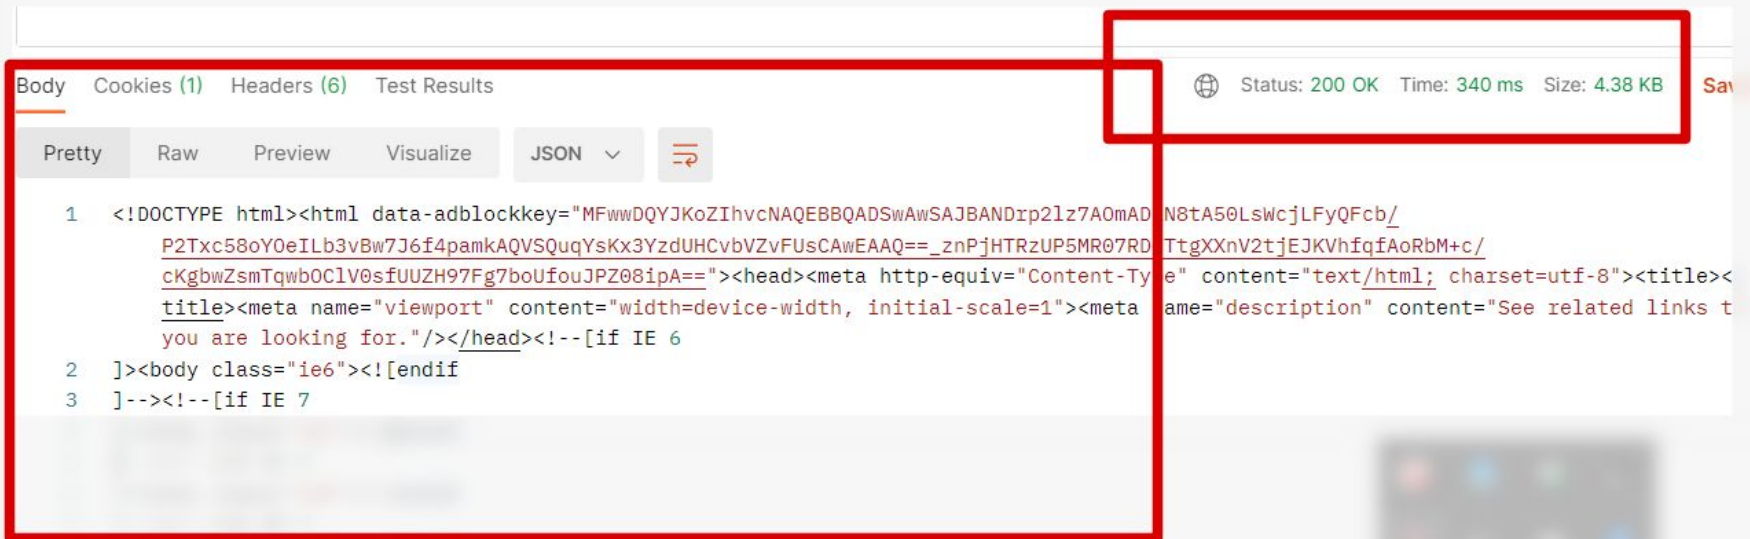 Body Cookies (1) Headers (6) Test Results Status: 200 OK Time: 340 ms Size: 4.38 KB
Pretty Raw Preview Visualize JSON
1 <!DOCTYPE html><html data-adblockkey="MFwwDQYJKoZIhvcNAQEBBQADSwAwSAJBANDrp2lz7AOmAD N8tA50LsWcjLFyQFcb/
P2Txc58oYOeILb3vBw7J6f4pamkAQVSQuqYsKx3YzdUHCvbVZvFUsCAwEAAQ==_znPjHTRzUP5MR07RD TtgXXnV2tjEJKVhfqfAoRbM+c/
cKgbwZsmTqwbOClV0sfUUZH97Fg7boUfouJPZ08ipA=="><head><meta http-equiv="Content-Ty e" content="text/html; charset=utf-8"><title><
title><meta name="viewport" content="width=device-width, initial-scale=1"><meta ame="description" content="See related links t
you are looking for."/></head><!--[if IE 6
2 ]><body class="ie6"><![endif
3 ]--><!--[if IE 7